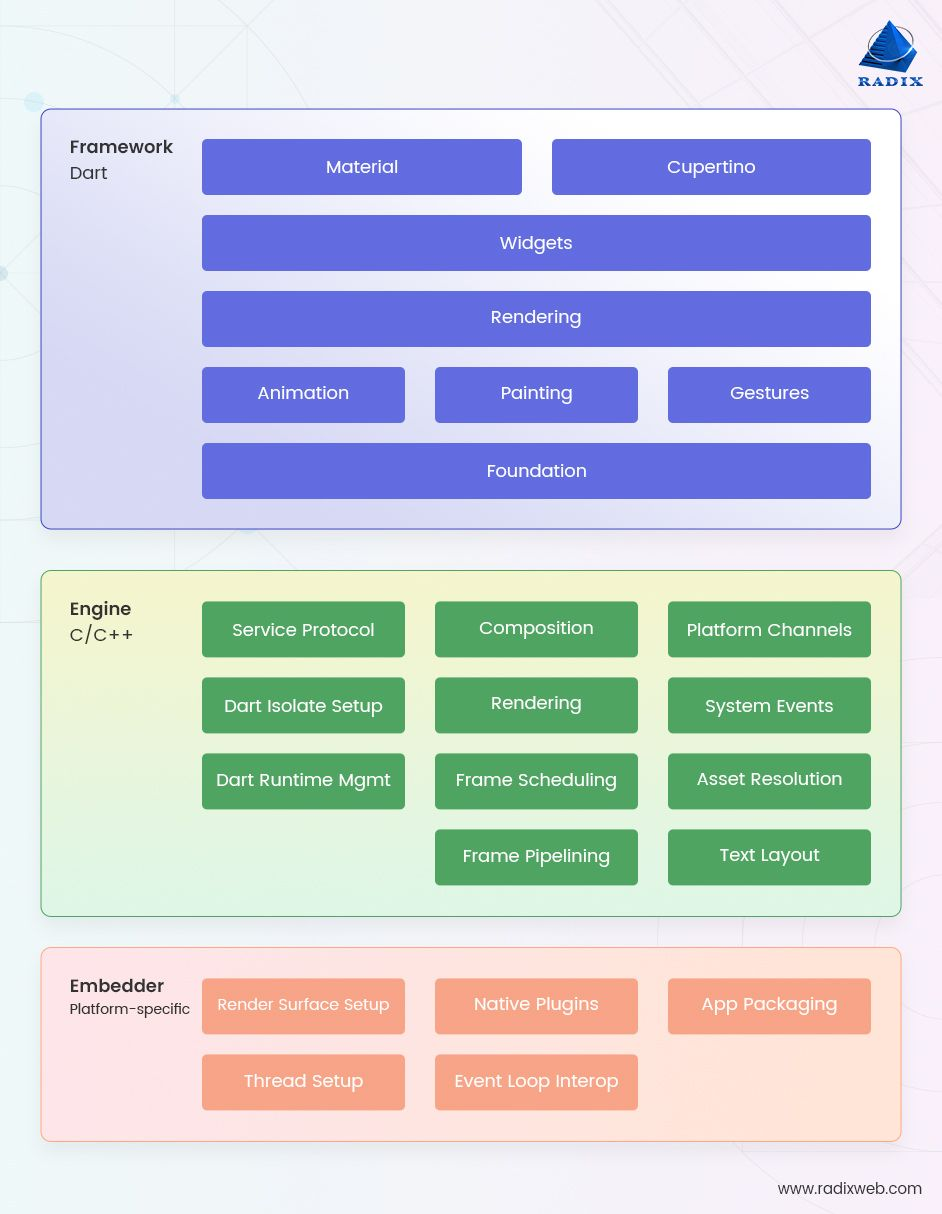 RADIX
Framework
Dart
Material
Cupertino
Widgets
Rendering
Animation
Painting
Gestures
Foundation
Engine
C/C++
Service Protocol
Composition
Platform Channels
Dart Isolate Setup
Rendering
System Events
Dart Runtime Mgmt
Frame Scheduling
Asset Resolution
Frame Pipelining
Text Layout
Embedder
Platform-specific
Render Surface Setup
Native Plugins
App Packaging
Thread Setup
Event Loop Interop
www.radixweb.com